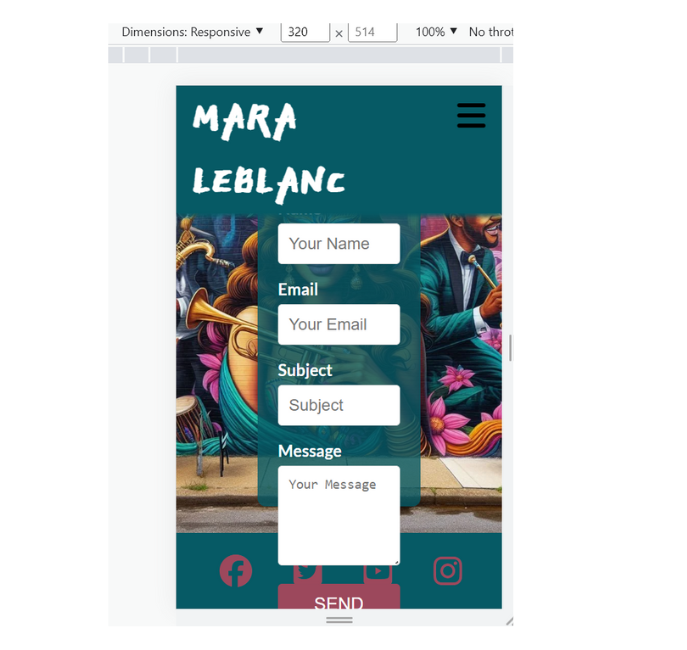 Dimensions: Responsive ▼ 320 × 514 100% ▼ No throt
MARA
LEBLANC
Your Name
Email
Your Email
Subject
Subject
Message
Your Message
SEND